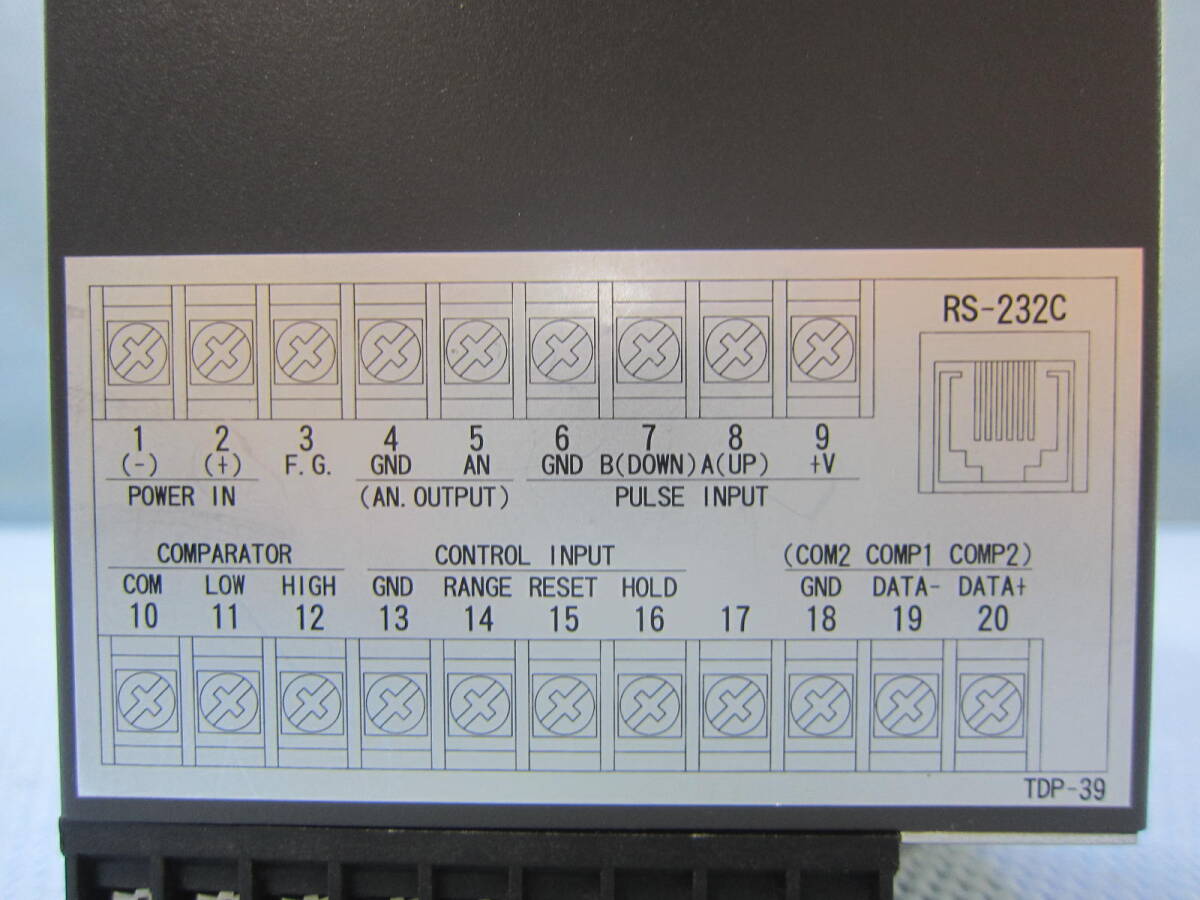 RS-232C
1 2 3 4 5 6 7 8 9
(-) (+) F.G. GND AN GND B(DOWN) A(UP) +V
POWER IN (AN. OUTPUT) PULSE INPUT
COMPARATOR CONTROL INPUT (COM2 COMP1 COMP2)
COM LOW HIGH GND RANGE RESET HOLD GND DATA- DATA+
10 11 12 13 14 15 16 17 18 19 20
TDP-39